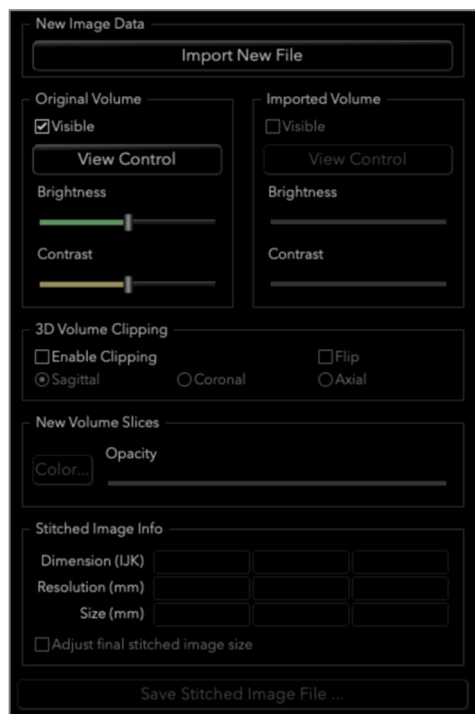 New Image Data
Import New File
Original Volume
Visible
View Control
Brightness
Contrast
Imported Volume
Visible
View Control
Brightness
Contrast
3D Volume Clipping
Enable Clipping Flip
Sagittal Coronal Axial
New Volume Slices
Color... Opacity
Stitched Image Info
Dimension (IJK)
Resolution (mm)
Size (mm)
Adjust final stitched image size
Save Stitched Image File ...